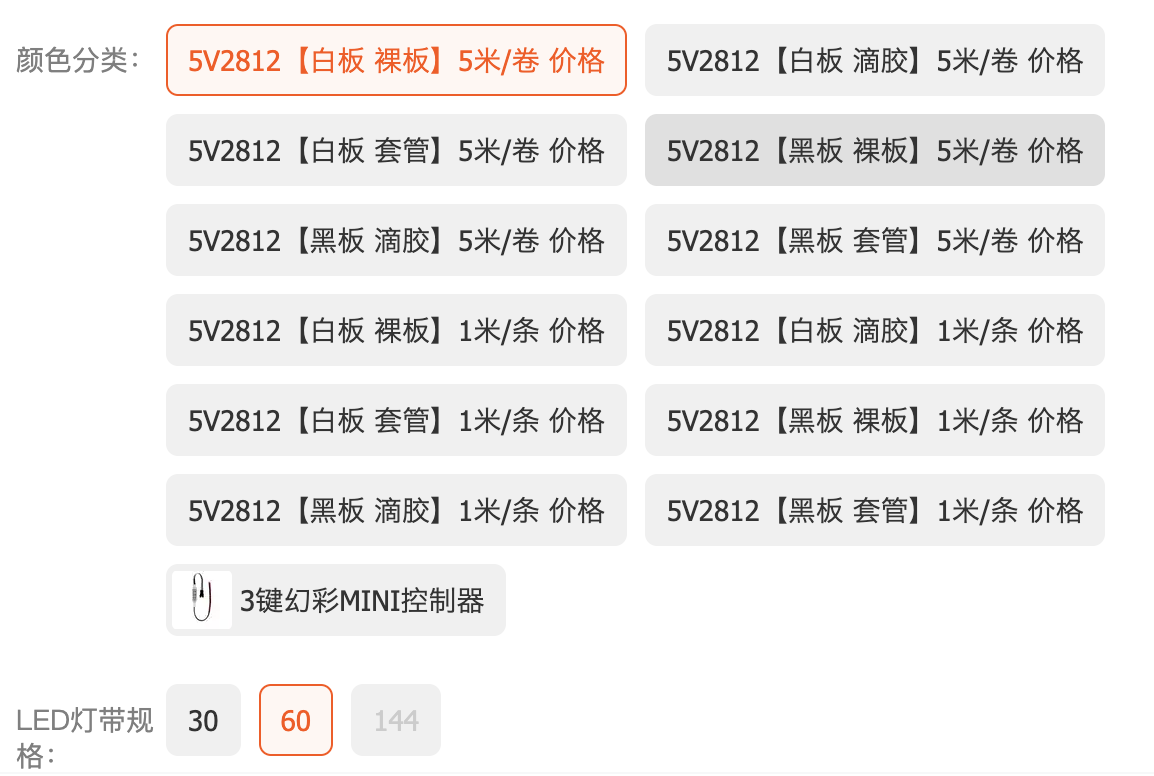 颜色分类：
5V2812【白板 裸板】5米/卷 价格
5V2812【白板 滴胶】5米/卷 价格
5V2812【白板 套管】5米/卷 价格
5V2812【黑板 裸板】5米/卷 价格
5V2812【黑板 滴胶】5米/卷 价格
5V2812【黑板 套管】5米/卷 价格
5V2812【白板 裸板】1米/条 价格
5V2812【白板 滴胶】1米/条 价格
5V2812【白板 套管】1米/条 价格
5V2812【黑板 裸板】1米/条 价格
5V2812【黑板 滴胶】1米/条 价格
5V2812【黑板 套管】1米/条 价格
3键幻彩MINI控制器
LED灯带规
格：
30
60
144